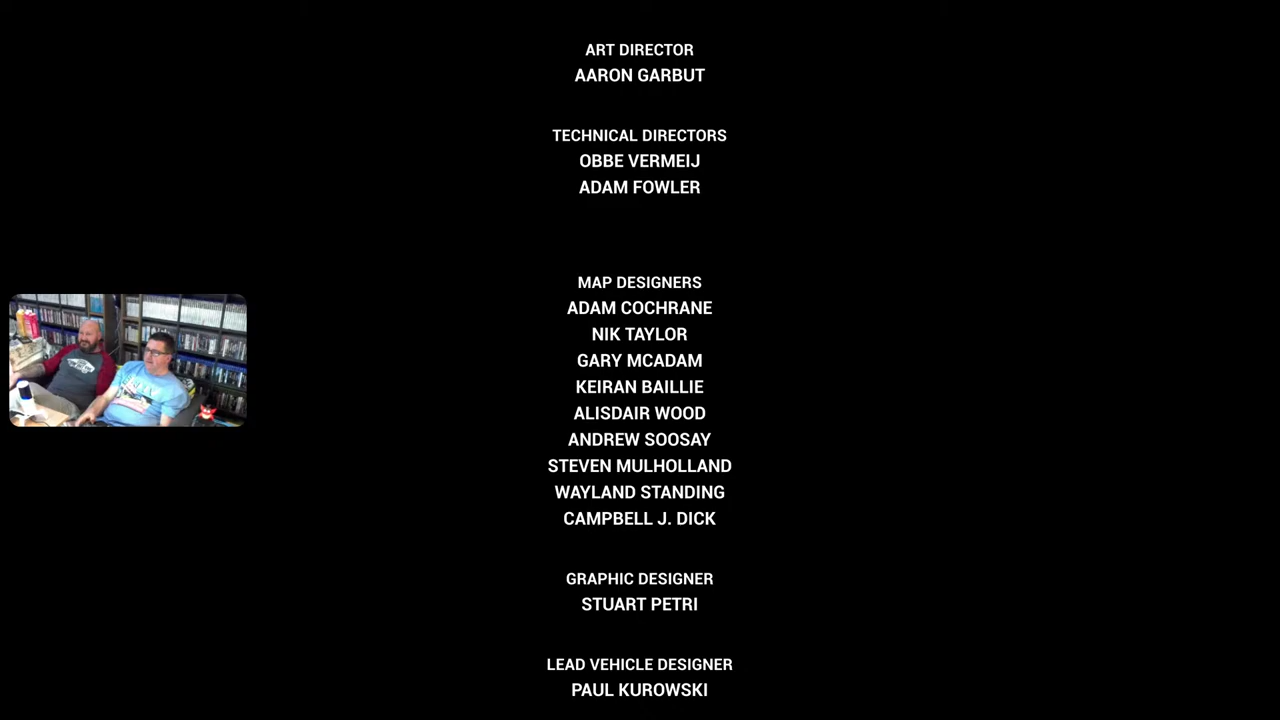 ART DIRECTOR
AARON GARBUT
TECHNICAL DIRECTORS
OBBE VERMEIJ
ADAM FOWLER
MAP DESIGNERS
ADAM COCHRANE
NIK TAYLOR
GARY MCADAM
KEIRAN BAILLIE
ALISDAIR WOOD
ANDREW SOOSAY
STEVEN MULHOLLAND
WAYLAND STANDING
CAMPBELL J. DICK
GRAPHIC DESIGNER
STUART PETRI
LEAD VEHICLE DESIGNER
PAUL KUROWSKI